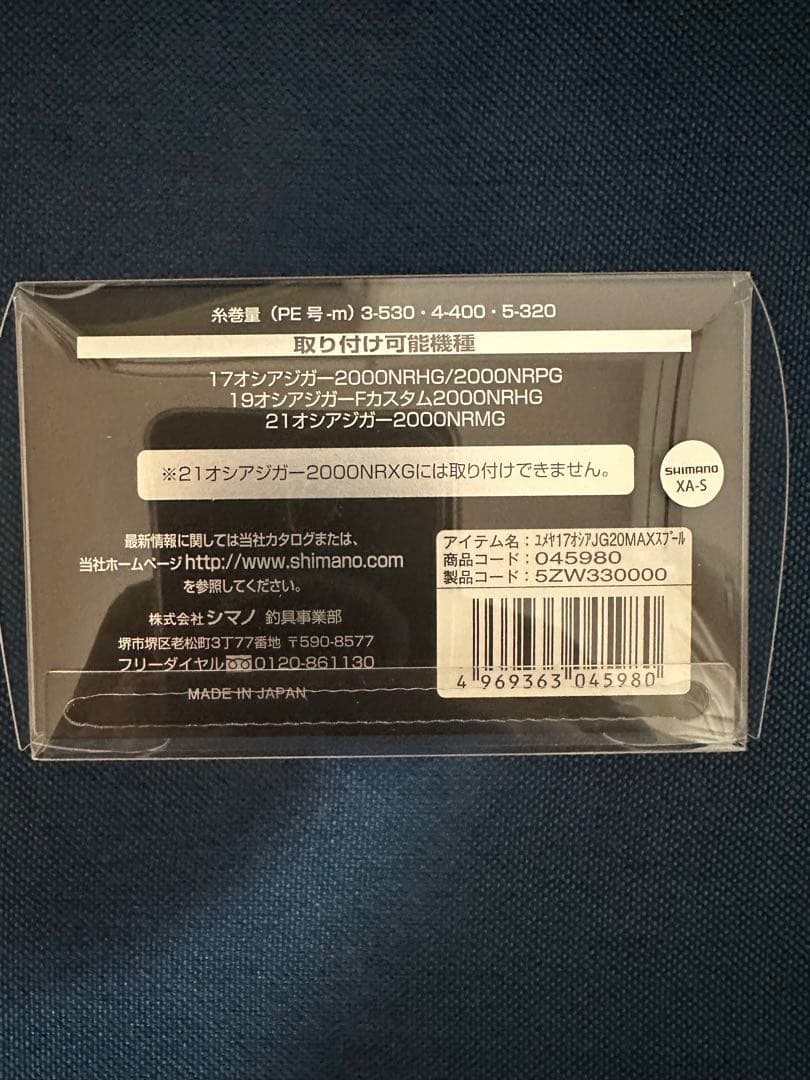 糸巻量（PE 号-m）3-530・4-400・5-320
取り付け可能機種
17オシアジガー2000NRHG/2000NRPG
19オシアジガーFカスタム2000NRHG
21オシアジガー2000NRMG
※21オシアジガー2000NRXGには取り付けできません。
SHIMANO
XA-S
最新情報に関しては当社カタログまたは、
当社ホームページhttp://www.shimano.com
を参照してください。
株式会社シマノ 釣具事業部
堺市堺区老松町3丁77番地 〒590-8577
フリーダイヤル 0120-861130
MADE IN JAPAN
アイテム名：ﾕﾒﾔ17ｵｼｱJG20MAXｽﾌﾟｰﾙ
商品コード：045980
製品コード：5ZW330000
4 969363 045980